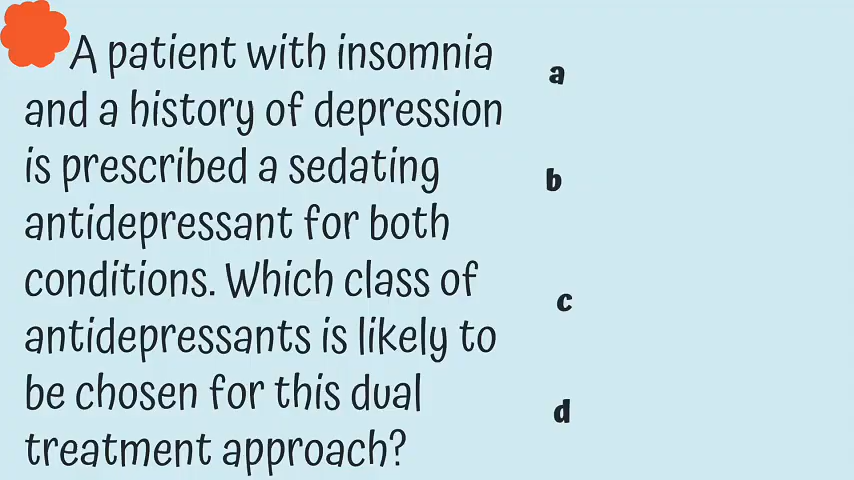 A patient with insomnia
and a history of depression
is prescribed a sedating
antidepressant for both
conditions. Which class of
antidepressants is likely to
be chosen for this dual
treatment approach?
a
b
c
d